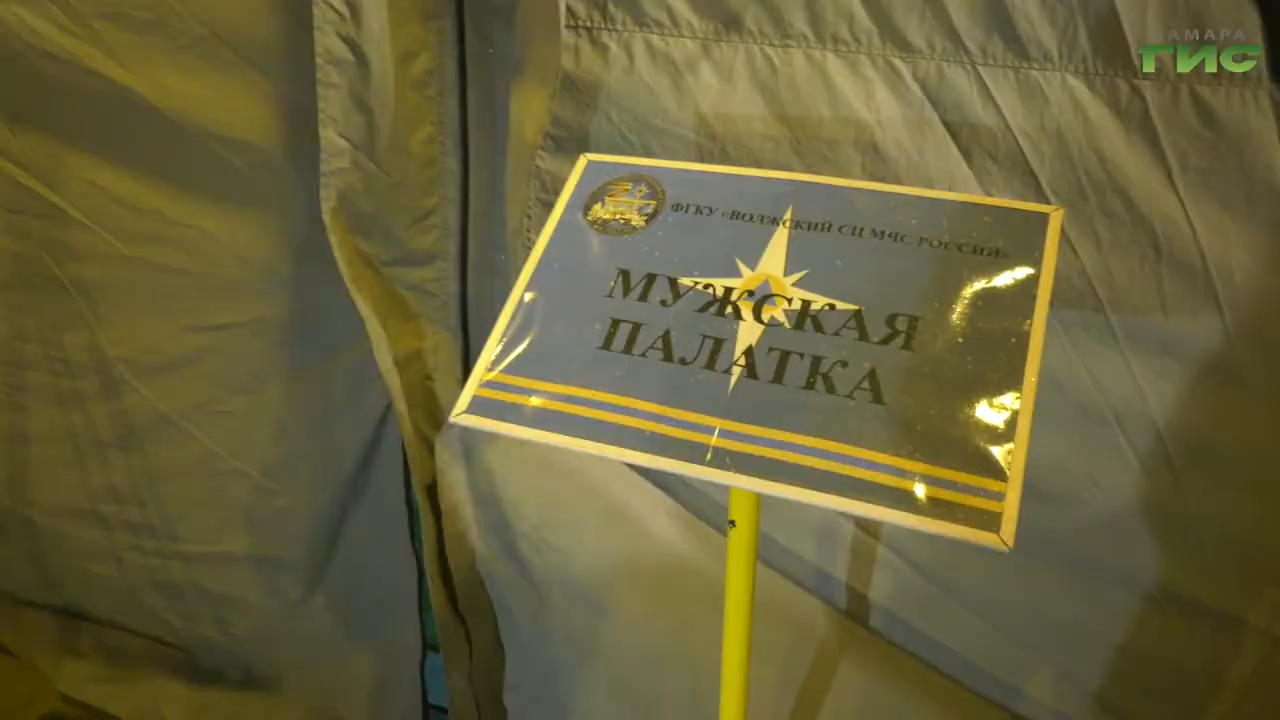 АМАРА
ГИС
ФГКУ «ВОЛЖСКИЙ СЦ МЧС РОССИИ»
МУЖСКАЯ
ПАЛАТКА